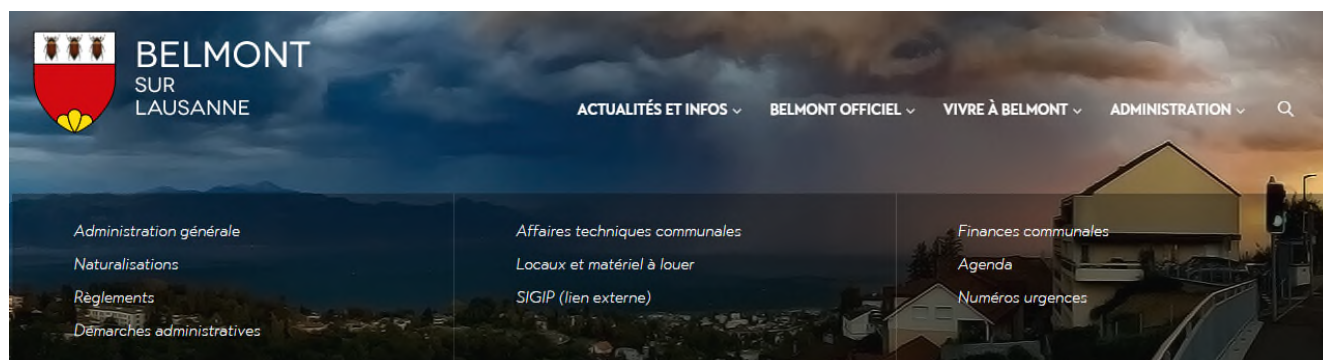 BELMONT
SUR
LAUSANNE
ACTUALITÉS ET INFOS
BELMONT OFFICIEL
VIVRE À BELMONT
ADMINISTRATION
Administration générale
Naturalisations
Règlements
Démarches administratives
Affaires techniques communales
Locaux et matériel à louer
SIGIP (lien externe)
Finances communales
Agenda
Numéros urgences